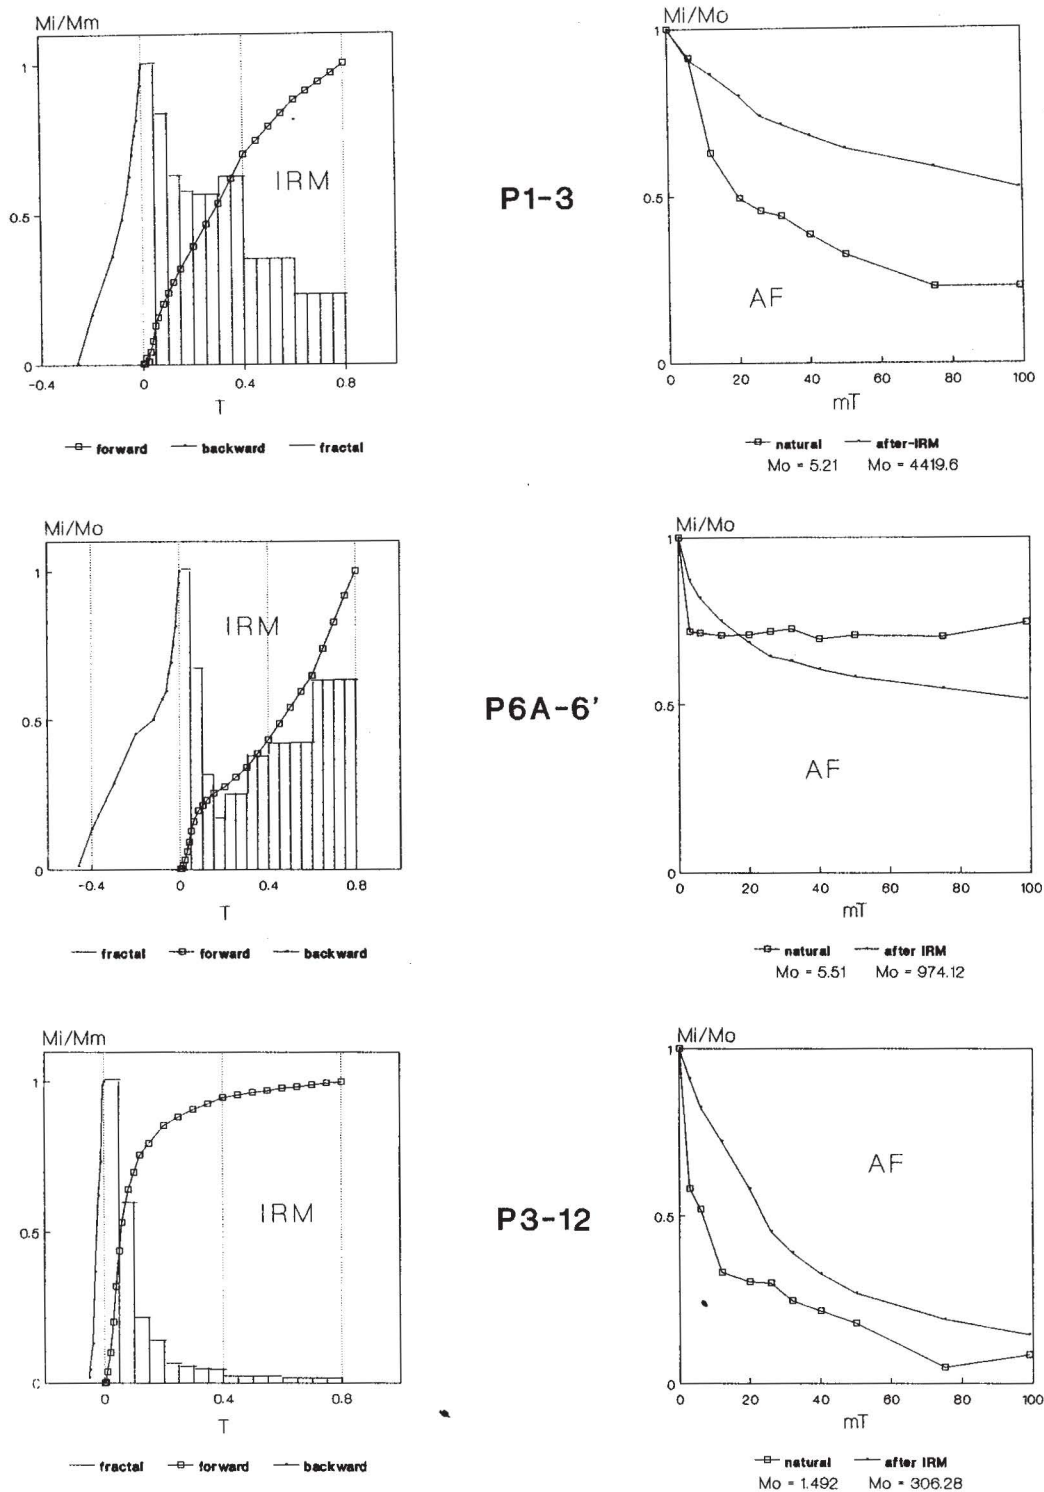 Mi/Mm
1
0.5
0
-0.4 0 0.4 0.8
T
IRM
forward backward fractal
P1-3
Mi/Mo
1
0.5
0
0 20 40 60 80 100
mT
AF
natural after-IRM
Mo = 5.21 Mo = 4419.6
Mi/Mo
1
0.5
0
-0.4 0 0.4 0.8
T
IRM
fractal forward backward
P6A-6'
Mi/Mo
1
0.5
0
0 20 40 60 80 100
mT
AF
natural after IRM
Mo = 5.51 Mo = 974.12
Mi/Mm
1
0.5
0
0 0.4 0.8
T
IRM
fractal forward backward
P3-12
Mi/Mo
1
0.5
0
0 20 40 60 80 100
mT
AF
natural after IRM
Mo = 1.492 Mo = 306.28